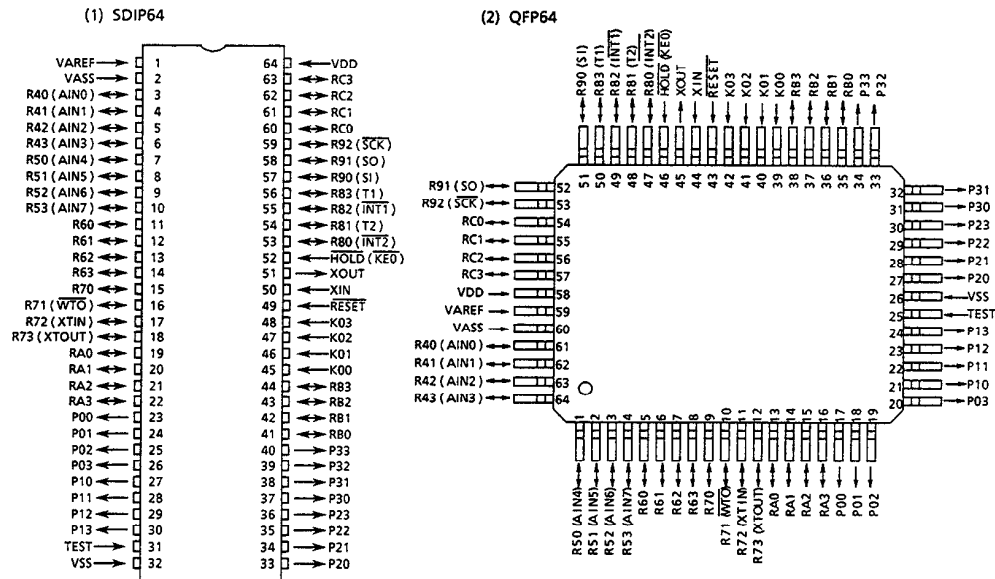 (1) SDIP64
VAREF 1 64 VDD
VASS 2 63 RC3
R40 (AIN0) 3 62 RC2
R41 (AIN1) 4 61 RC1
R42 (AIN2) 5 60 RC0
R43 (AIN3) 6 59 R92 (SCK)
R50 (AIN4) 7 58 R91 (SO)
R51 (AIN5) 8 57 R90 (SI)
R52 (AIN6) 9 56 R83 (T1)
R53 (AIN7) 10 55 R82 (INT1)
R60 11 54 R81 (T2)
R61 12 53 R80 (INT2)
R62 13 52 HOLD (KE0)
R63 14 51 XOUT
R70 15 50 XIN
R71 (WTO) 16 49 RESET
R72 (XTIN) 17 48 K03
R73 (XTOUT) 18 47 K02
RA0 19 46 K01
RA1 20 45 K00
RA2 21 44 RB3
RA3 22 43 RB2
P00 23 42 RB1
P01 24 41 RB0
P02 25 40 P33
P03 26 39 P32
P10 27 38 P31
P11 28 37 P30
P12 29 36 P23
P13 30 35 P22
TEST 31 34 P21
VSS 32 33 P20
(2) QFP64
R90 (SI) R83 (T1) R82 (INT1) R81 (T2) R80 (INT2) HOLD (KE0) XOUT XIN RESET K03 K02 K01 K00 RB3 RB2 RB1 RB0 P33 P32
51 50 49 48 47 46 45 44 43 42 41 40 39 38 37 36 35 34 33
R91 (SO) 52 32 P31
R92 (SCK) 53 31 P30
RC0 54 30 P23
RC1 55 29 P22
RC2 56 28 P21
RC3 57 27 P20
VDD 58 26 VSS
VAREF 59 25 TEST
VASS 60 24 P13
R40 (AIN0) 61 23 P12
R41 (AIN1) 62 22 P11
R42 (AIN2) 63 21 P10
R43 (AIN3) 64 20 P03
1 2 3 4 5 6 7 8 9 10 11 12 13 14 15 16 17 18 19
R50 (AIN4) R51 (AIN5) R52 (AIN6) R53 (AIN7) R60 R61 R62 R63 R70 R71 (WTO) R72 (XTIN) R73 (XTOUT) RA0 RA1 RA2 RA3 P00 P01 P02